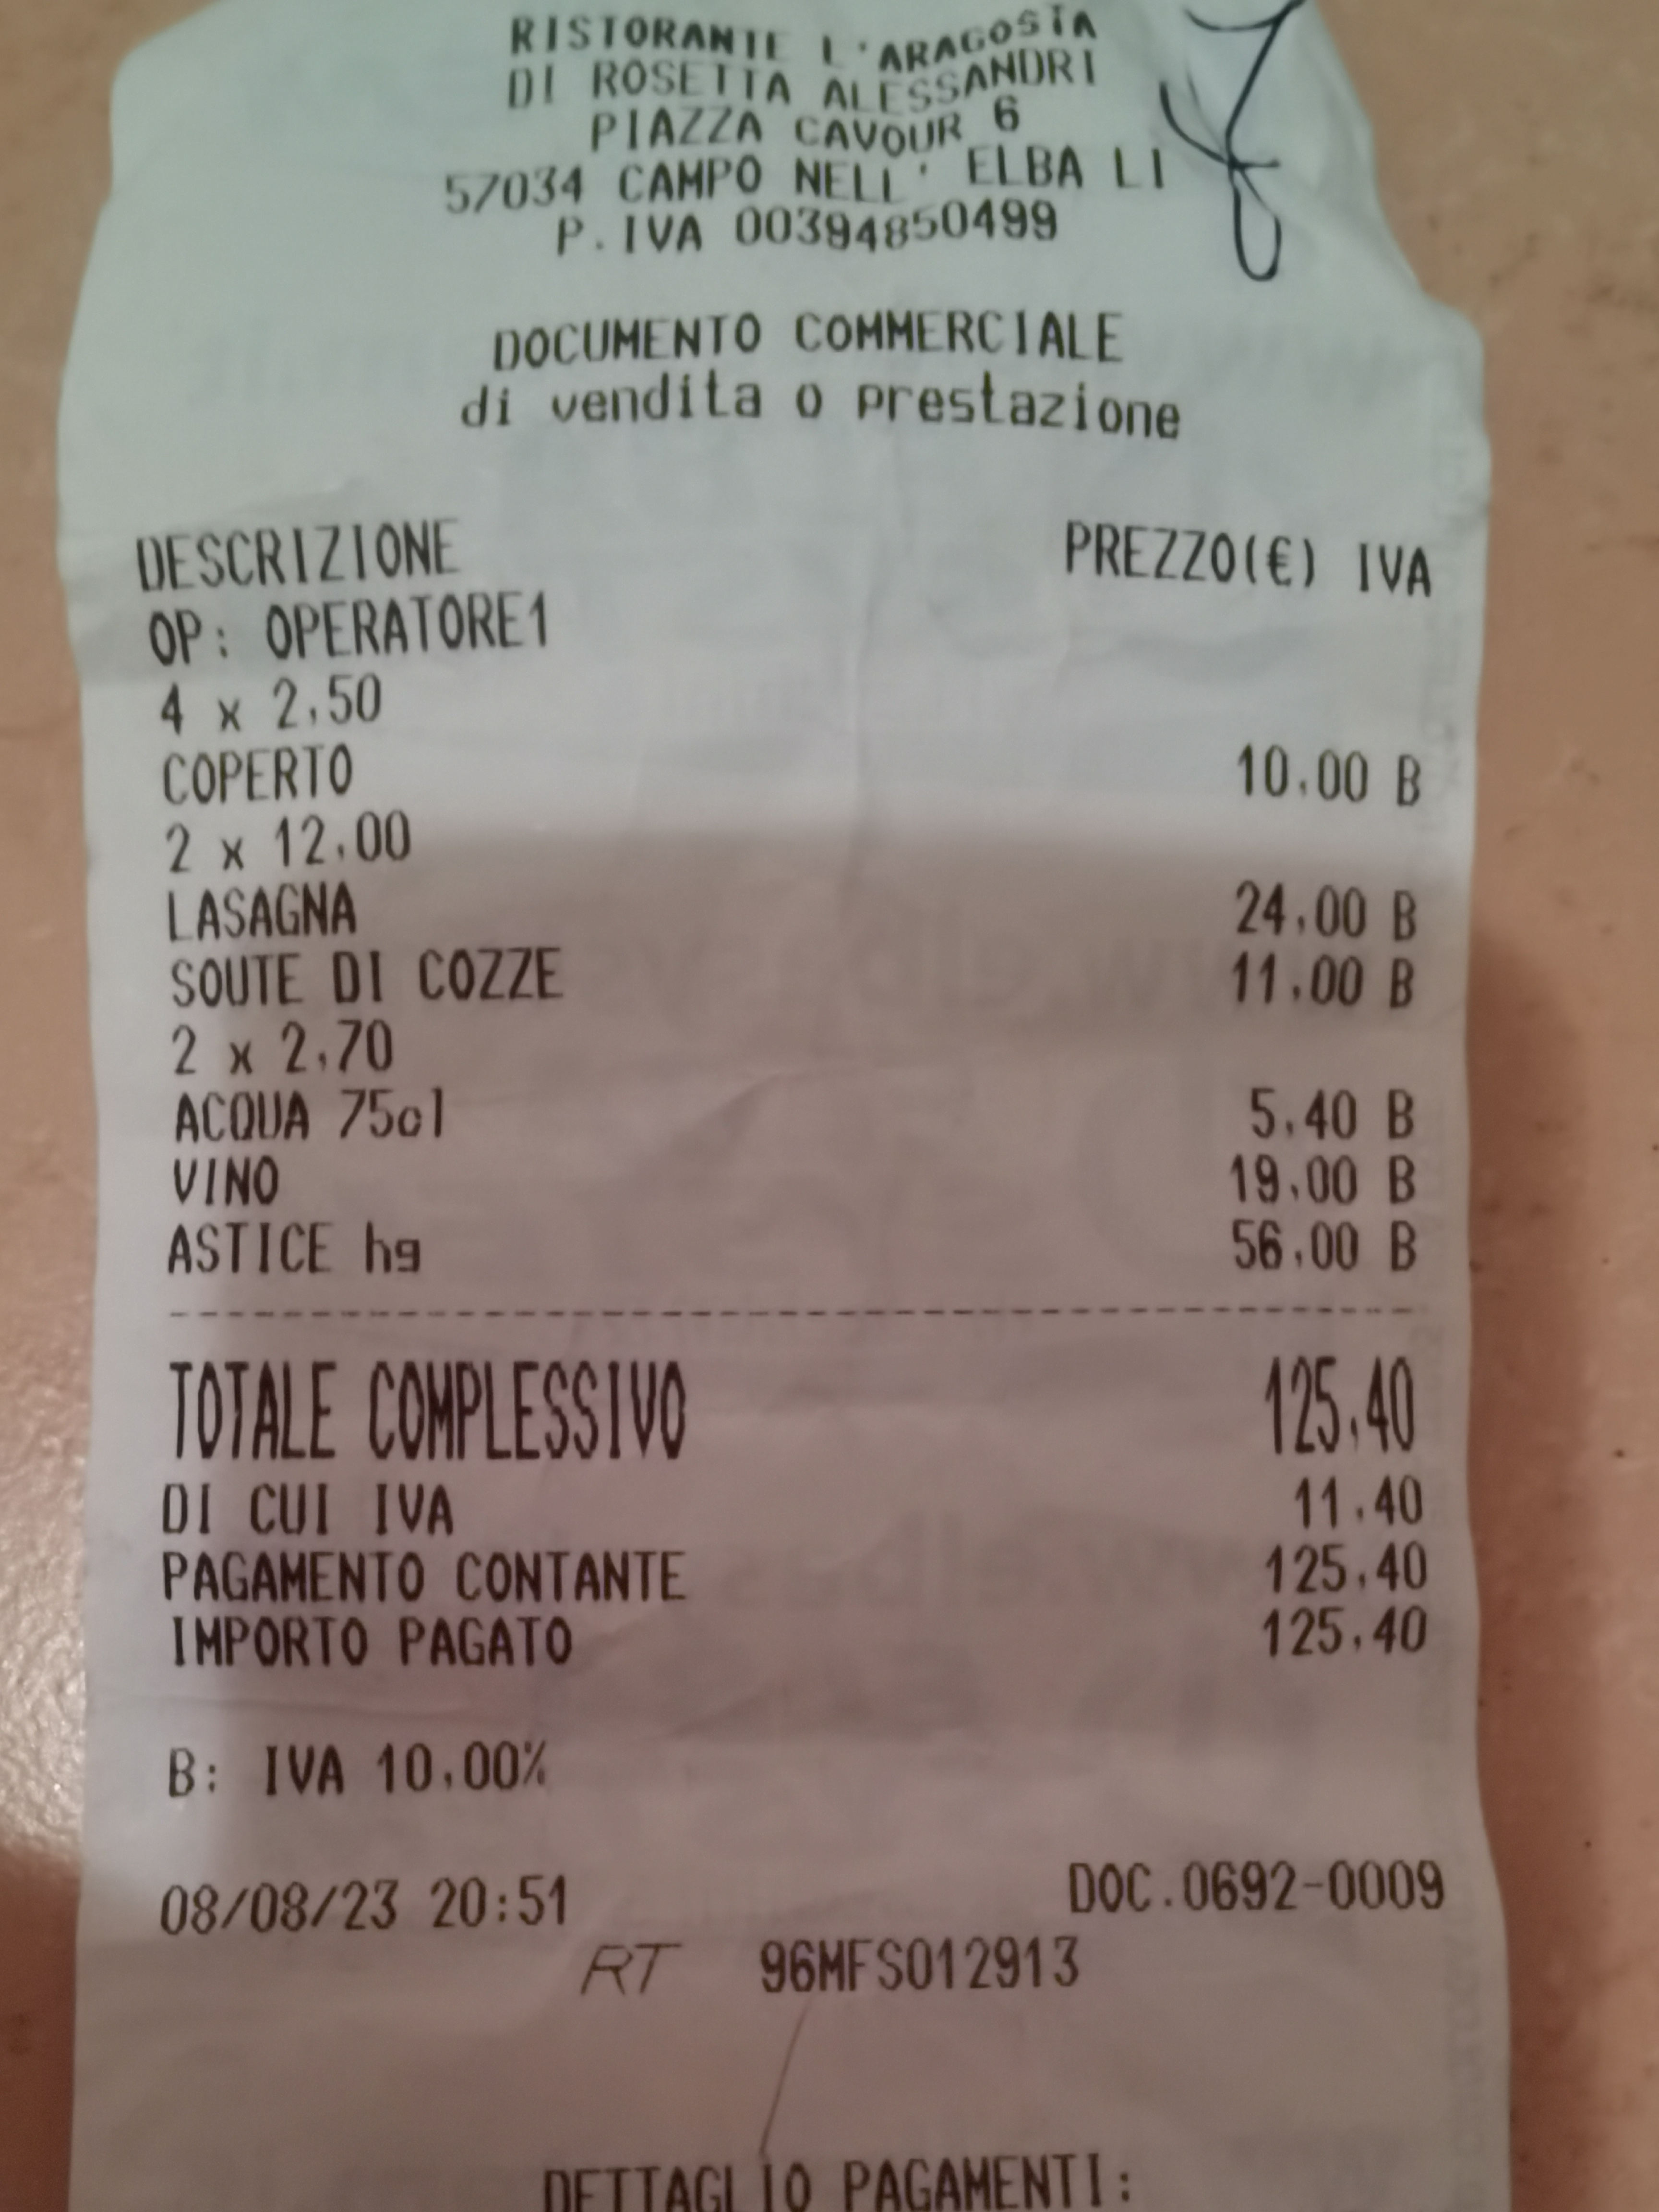 RISTORANTE L'ARAGOSTA
DI ROSETTA ALESSANDRI
PIAZZA CAVOUR 6
57034 CAMPO NELL' ELBA LI
P.IVA 00394850499
DOCUMENTO COMMERCIALE
di vendita o prestazione
DESCRIZIONE PREZZO(€) IVA
OP: OPERATORE1
4 x 2,50
COPERTO 10,00 B
2 x 12,00
LASAGNA 24,00 B
SOUTE DI COZZE 11,00 B
2 x 2,70
ACQUA 75cl 5,40 B
VINO 19,00 B
ASTICE hg 56,00 B
TOTALE COMPLESSIVO 125,40
DI CUI IVA 11,40
PAGAMENTO CONTANTE 125,40
IMPORTO PAGATO 125,40
B: IVA 10,00%
08/08/23 20:51 DOC.0692-0009
RT 96MFS012913
DETTAGLIO PAGAMENTI: